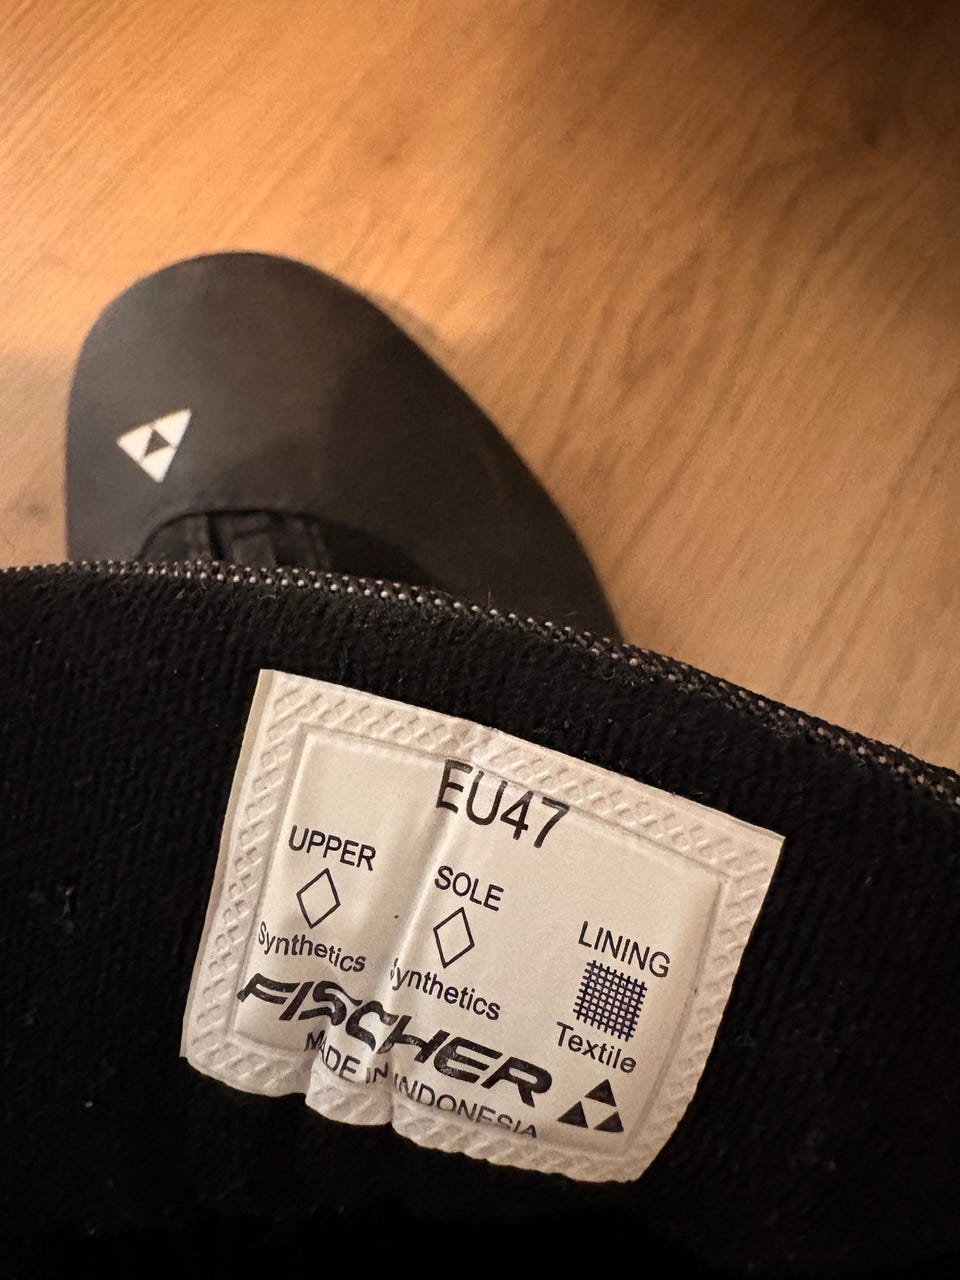 EU47
UPPER
SOLE
LINING
Synthetics
Synthetics
Textile
FISCHER
MADE IN INDONESIA